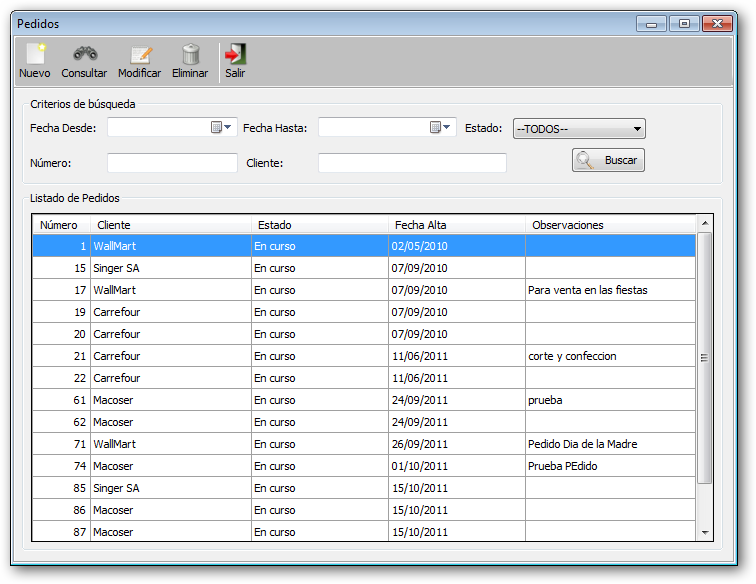 Pedidos
Nuevo Consultar Modificar Eliminar Salir
Criterios de búsqueda
Fecha Desde: Fecha Hasta: Estado: --TODOS--
Número: Cliente: Buscar
Listado de Pedidos
Número Cliente Estado Fecha Alta Observaciones
1 WallMart En curso 02/05/2010
15 Singer SA En curso 07/09/2010
17 WallMart En curso 07/09/2010 Para venta en las fiestas
19 Carrefour En curso 07/09/2010
20 Carrefour En curso 07/09/2010
21 Carrefour En curso 11/06/2011 corte y confeccion
22 Carrefour En curso 11/06/2011
61 Macoser En curso 24/09/2011 prueba
62 Macoser En curso 24/09/2011
71 WallMart En curso 26/09/2011 Pedido Dia de la Madre
74 Macoser En curso 01/10/2011 Prueba PEdido
85 Singer SA En curso 15/10/2011
86 Macoser En curso 15/10/2011
87 Macoser En curso 15/10/2011